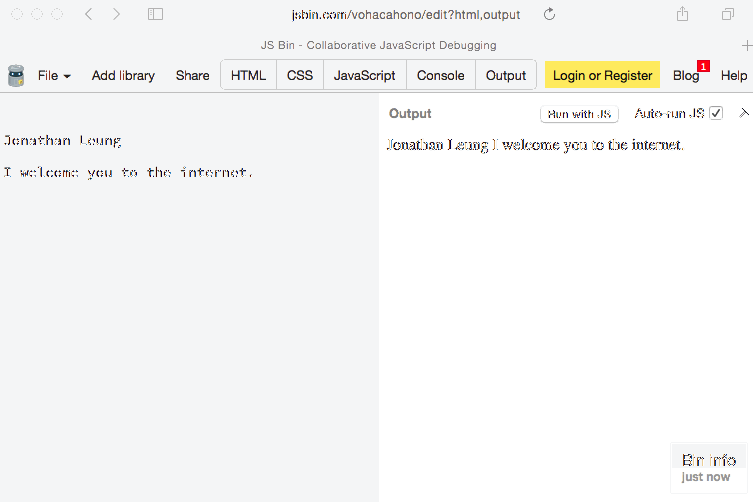 jsbin.com/vohacahono/edit?html,output
JS Bin - Collaborative JavaScript Debugging
File Add library Share HTML CSS JavaScript Console Output Login or Register Blog 1 Help
Output Run with JS Auto-run JS
Jonathan Leung I welcome you to the internet.
Jonathan Leung
I welcome you to the internet.
Bin info
just now